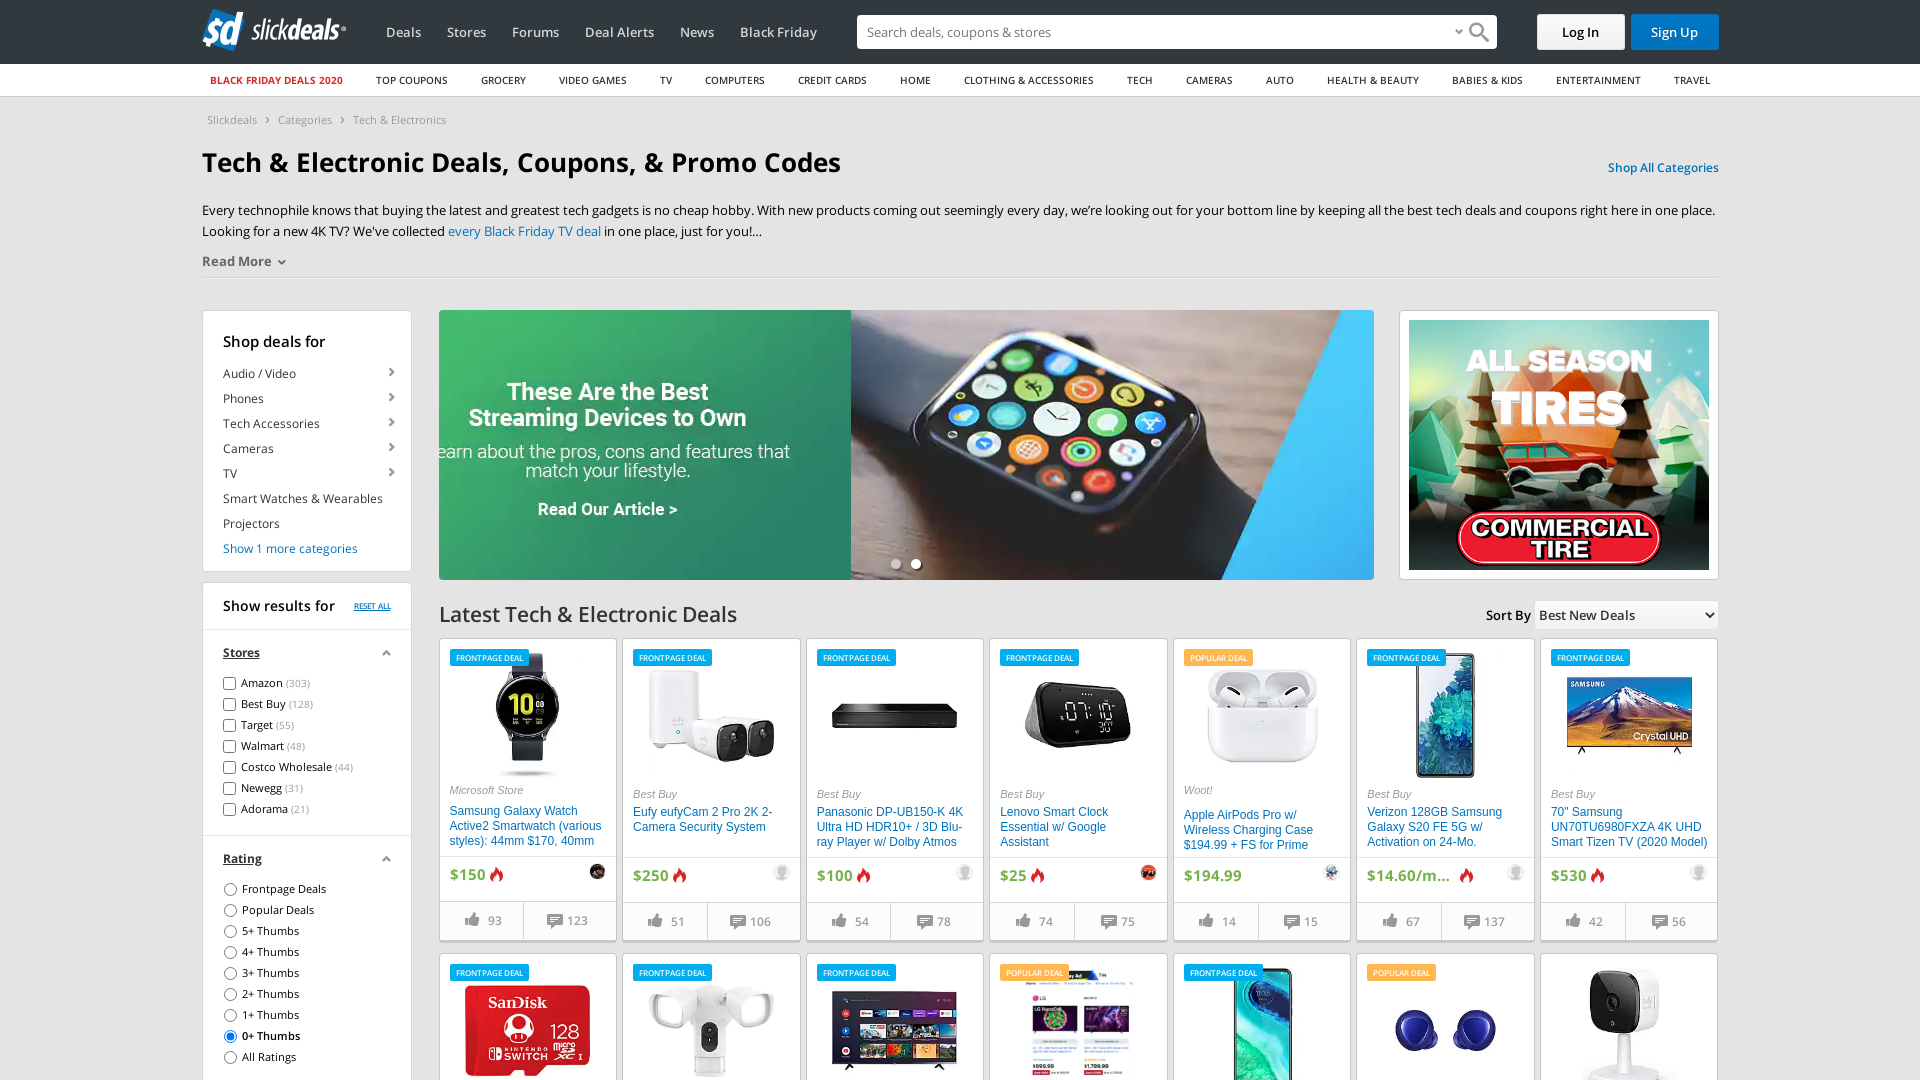 sd slickdeals
Deals
Stores
Forums
Deal Alerts
News
Black Friday
Search deals, coupons & stores
Log In
Sign Up
BLACK FRIDAY DEALS 2020
TOP COUPONS
GROCERY
VIDEO GAMES
TV
COMPUTERS
CREDIT CARDS
HOME
CLOTHING & ACCESSORIES
TECH
CAMERAS
AUTO
HEALTH & BEAUTY
BABIES & KIDS
ENTERTAINMENT
TRAVEL
Slickdeals
Categories
Tech & Electronics
Tech & Electronic Deals, Coupons, & Promo Codes
Shop All Categories
Every technophile knows that buying the latest and greatest tech gadgets is no cheap hobby. With new products coming out seemingly every day, we’re looking out for your bottom line by keeping all the best tech deals and coupons right here in one place.
Looking for a new 4K TV? We've collected every Black Friday TV deal in one place, just for you!...
Read More
Shop deals for
Audio / Video
Phones
Tech Accessories
Cameras
TV
Smart Watches & Wearables
Projectors
Show 1 more categories
Show results for
RESET ALL
Stores
Amazon (303)
Best Buy (128)
Target (55)
Walmart (48)
Costco Wholesale (44)
Newegg (31)
Adorama (21)
Rating
Frontpage Deals
Popular Deals
5+ Thumbs
4+ Thumbs
3+ Thumbs
2+ Thumbs
1+ Thumbs
0+ Thumbs
All Ratings
These Are the Best
Streaming Devices to Own
earn about the pros, cons and features that
match your lifestyle.
Read Our Article >
ALL SEASON
TIRES
COMMERCIAL
TIRE
Latest Tech & Electronic Deals
Sort By
Best New Deals
FRONTPAGE DEAL
10
Microsoft Store
Samsung Galaxy Watch
Active2 Smartwatch (various
styles): 44mm $170, 40mm
$150
93
123
FRONTPAGE DEAL
Best Buy
Eufy eufyCam 2 Pro 2K 2-
Camera Security System
$250
51
106
FRONTPAGE DEAL
Best Buy
Panasonic DP-UB150-K 4K
Ultra HD HDR10+ / 3D Blu-
ray Player w/ Dolby Atmos
$100
54
78
FRONTPAGE DEAL
07:10
Best Buy
Lenovo Smart Clock
Essential w/ Google
Assistant
$25
74
75
POPULAR DEAL
Woot!
Apple AirPods Pro w/
Wireless Charging Case
$194.99 + FS for Prime
$194.99
14
15
FRONTPAGE DEAL
Best Buy
Verizon 128GB Samsung
Galaxy S20 FE 5G w/
Activation on 24-Mo.
$14.60/m...
67
137
FRONTPAGE DEAL
SAMSUNG
Crystal UHD
Best Buy
70" Samsung
UN70TU6980FXZA 4K UHD
Smart Tizen TV (2020 Model)
$530
42
56
FRONTPAGE DEAL
SanDisk
128
NINTENDO
SWITCH
micro
SDXC I
FRONTPAGE DEAL
FRONTPAGE DEAL
POPULAR DEAL
LG
$999.99
$1,799.99
FRONTPAGE DEAL
POPULAR DEAL